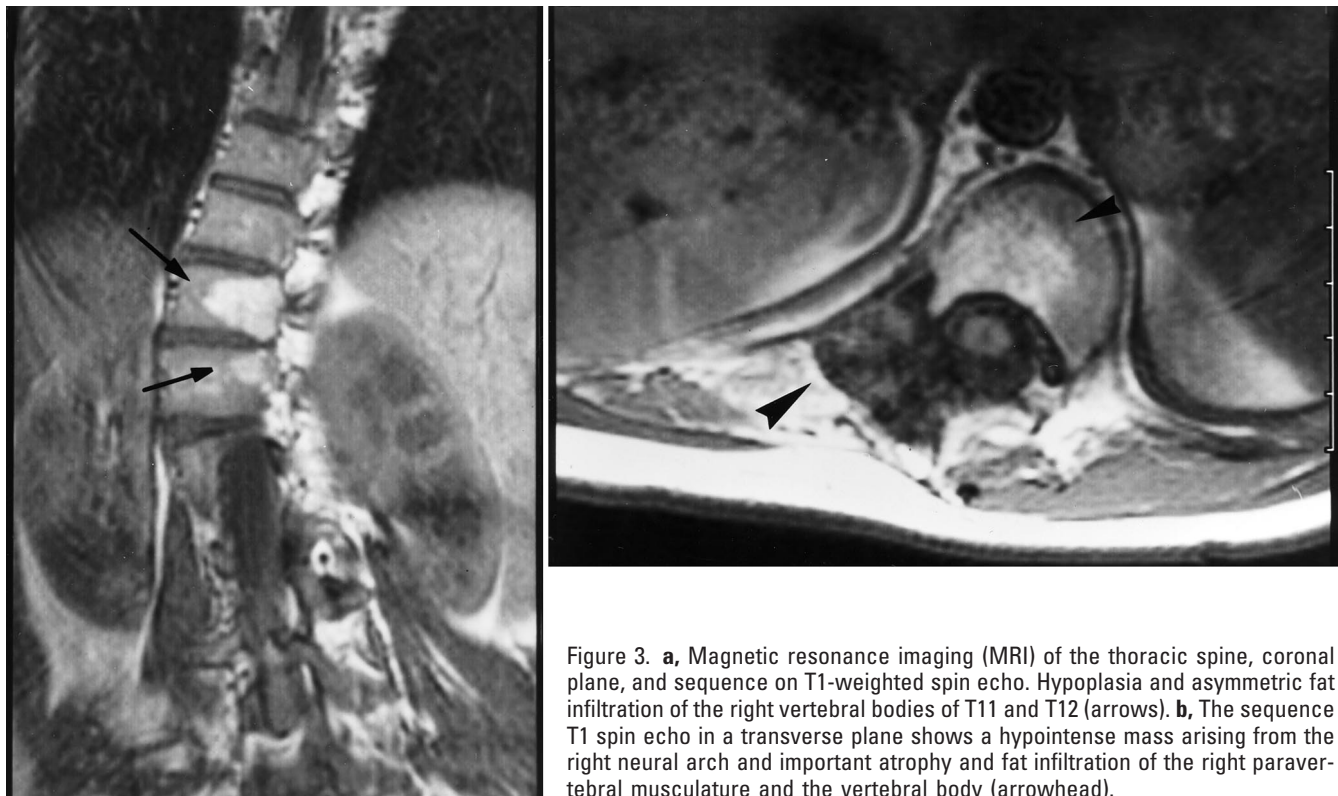 Figure 3. a, Magnetic resonance imaging (MRI) of the thoracic spine, coronal
plane, and sequence on T1-weighted spin echo. Hypoplasia and asymmetric fat
infiltration of the right vertebral bodies of T11 and T12 (arrows). b, The sequence
T1 spin echo in a transverse plane shows a hypointense mass arising from the
right neural arch and important atrophy and fat infiltration of the right paraver-
tebral musculature and the vertebral body (arrowhead).